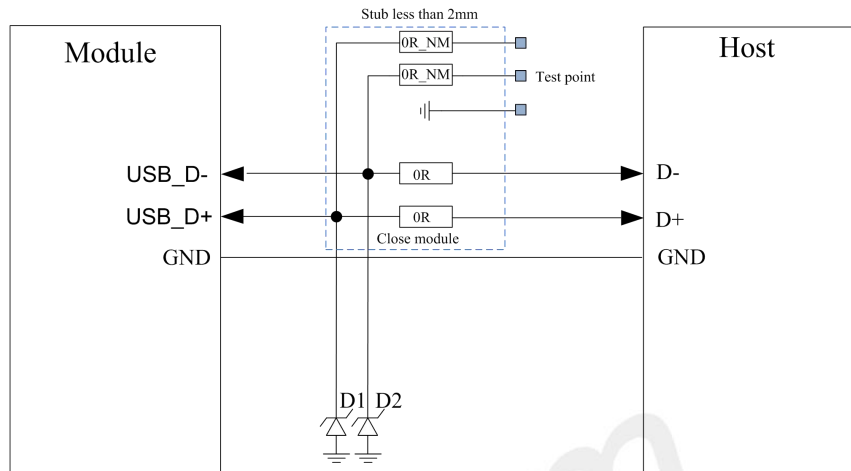 Stub less than 2mm
Module
Host
0R_NM
0R_NM
Test point
USB_D-
0R
D-
USB_D+
0R
D+
Close module
GND
GND
D1
D2